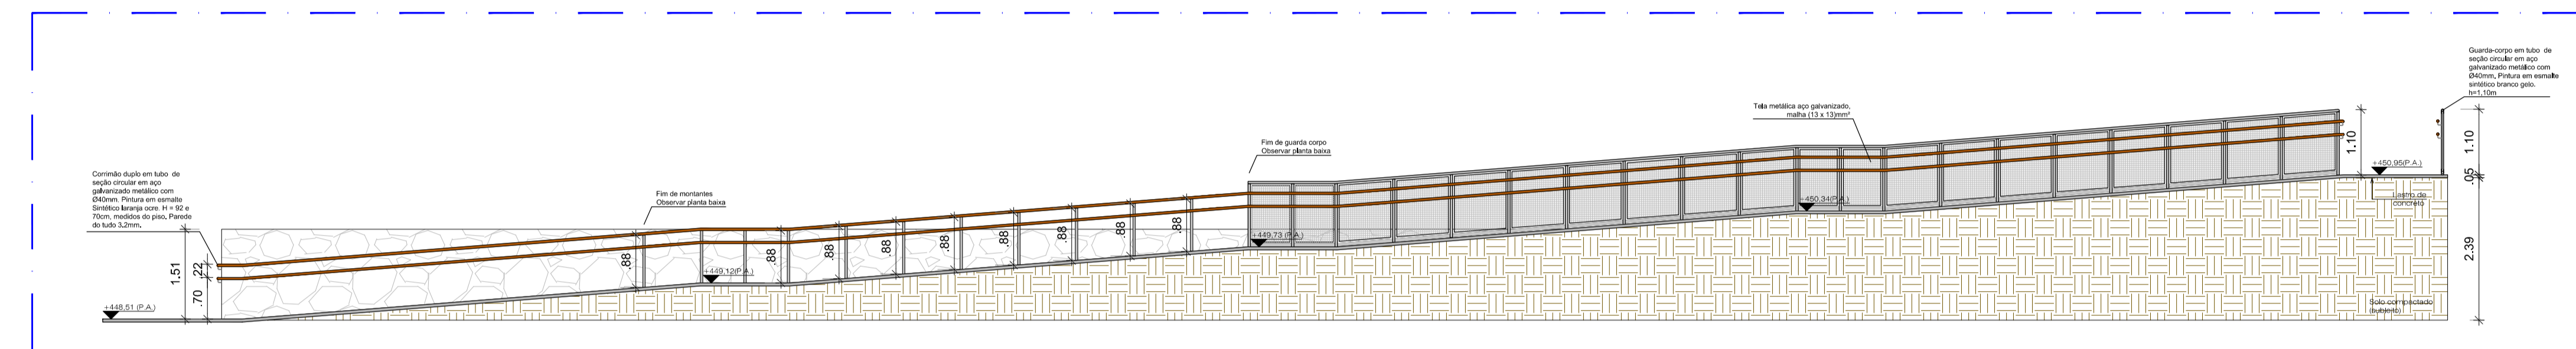 Guarda-corpo em tubo de
seção circular em aço
galvanizado metálico com
Ø40mm, Pintura em esmalte
sintético branco gelo.
h=1,10m
Tela metálica aço galvanizado,
malha (13 x 13)mm²
Fim de guarda corpo
Observar planta baixa
Corrimão duplo em tubo de
seção circular em aço
galvanizado metálico com
Ø40mm. Pintura em esmalte
Sintético laranja ocre. H = 92 e
70cm, medidos do piso, Parede
do tudo 3,2mm,
Fim de montantes
Observar planta baixa
1.51
.22
.70
+448,51 (P.A.)
.88
+449,12(P.A.)
.88
.88
.88
.88
.88
.88
.88
.88
+449,73 (P.A.)
+450,34(P.A.)
1.10
+450,95(P.A.)
1.10
.05
2.39
Lastro de
concreto
Solo compactado
(subleito)